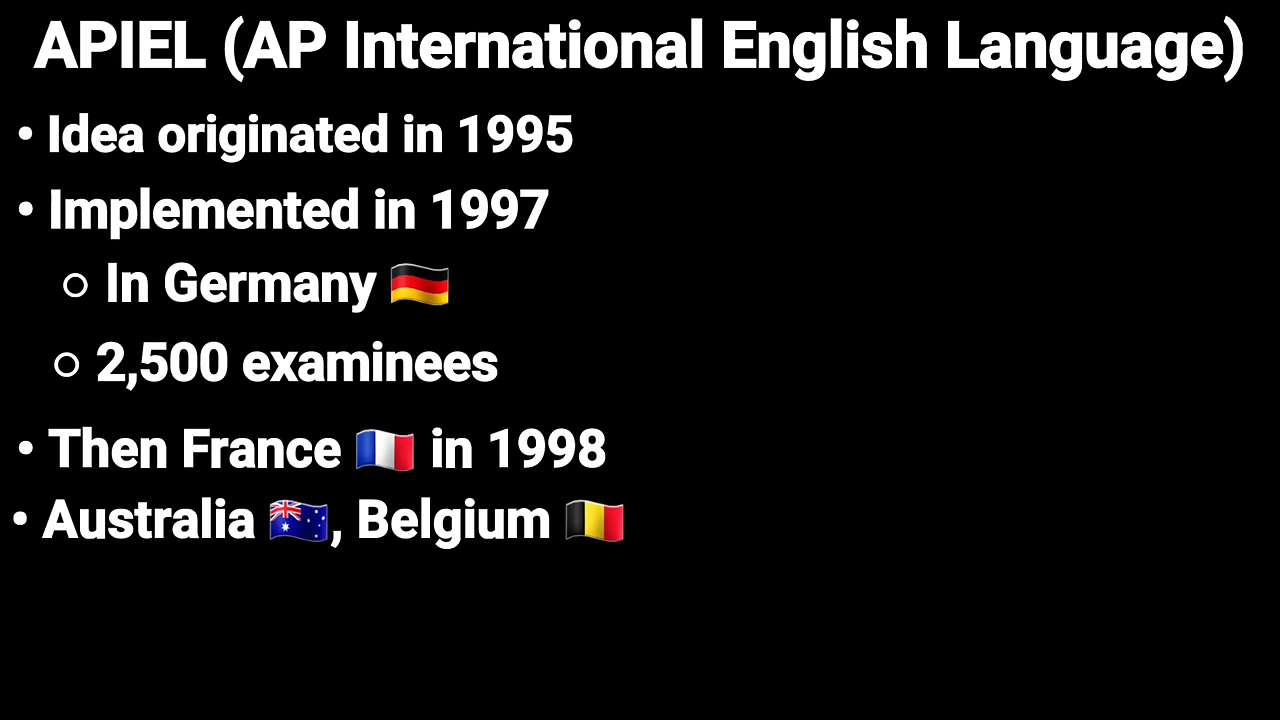 APIEL (AP International English Language)
• Idea originated in 1995
• Implemented in 1997
○ In Germany 🇩🇪
○ 2,500 examinees
• Then France 🇫🇷 in 1998
• Australia 🇦🇺, Belgium 🇧🇪